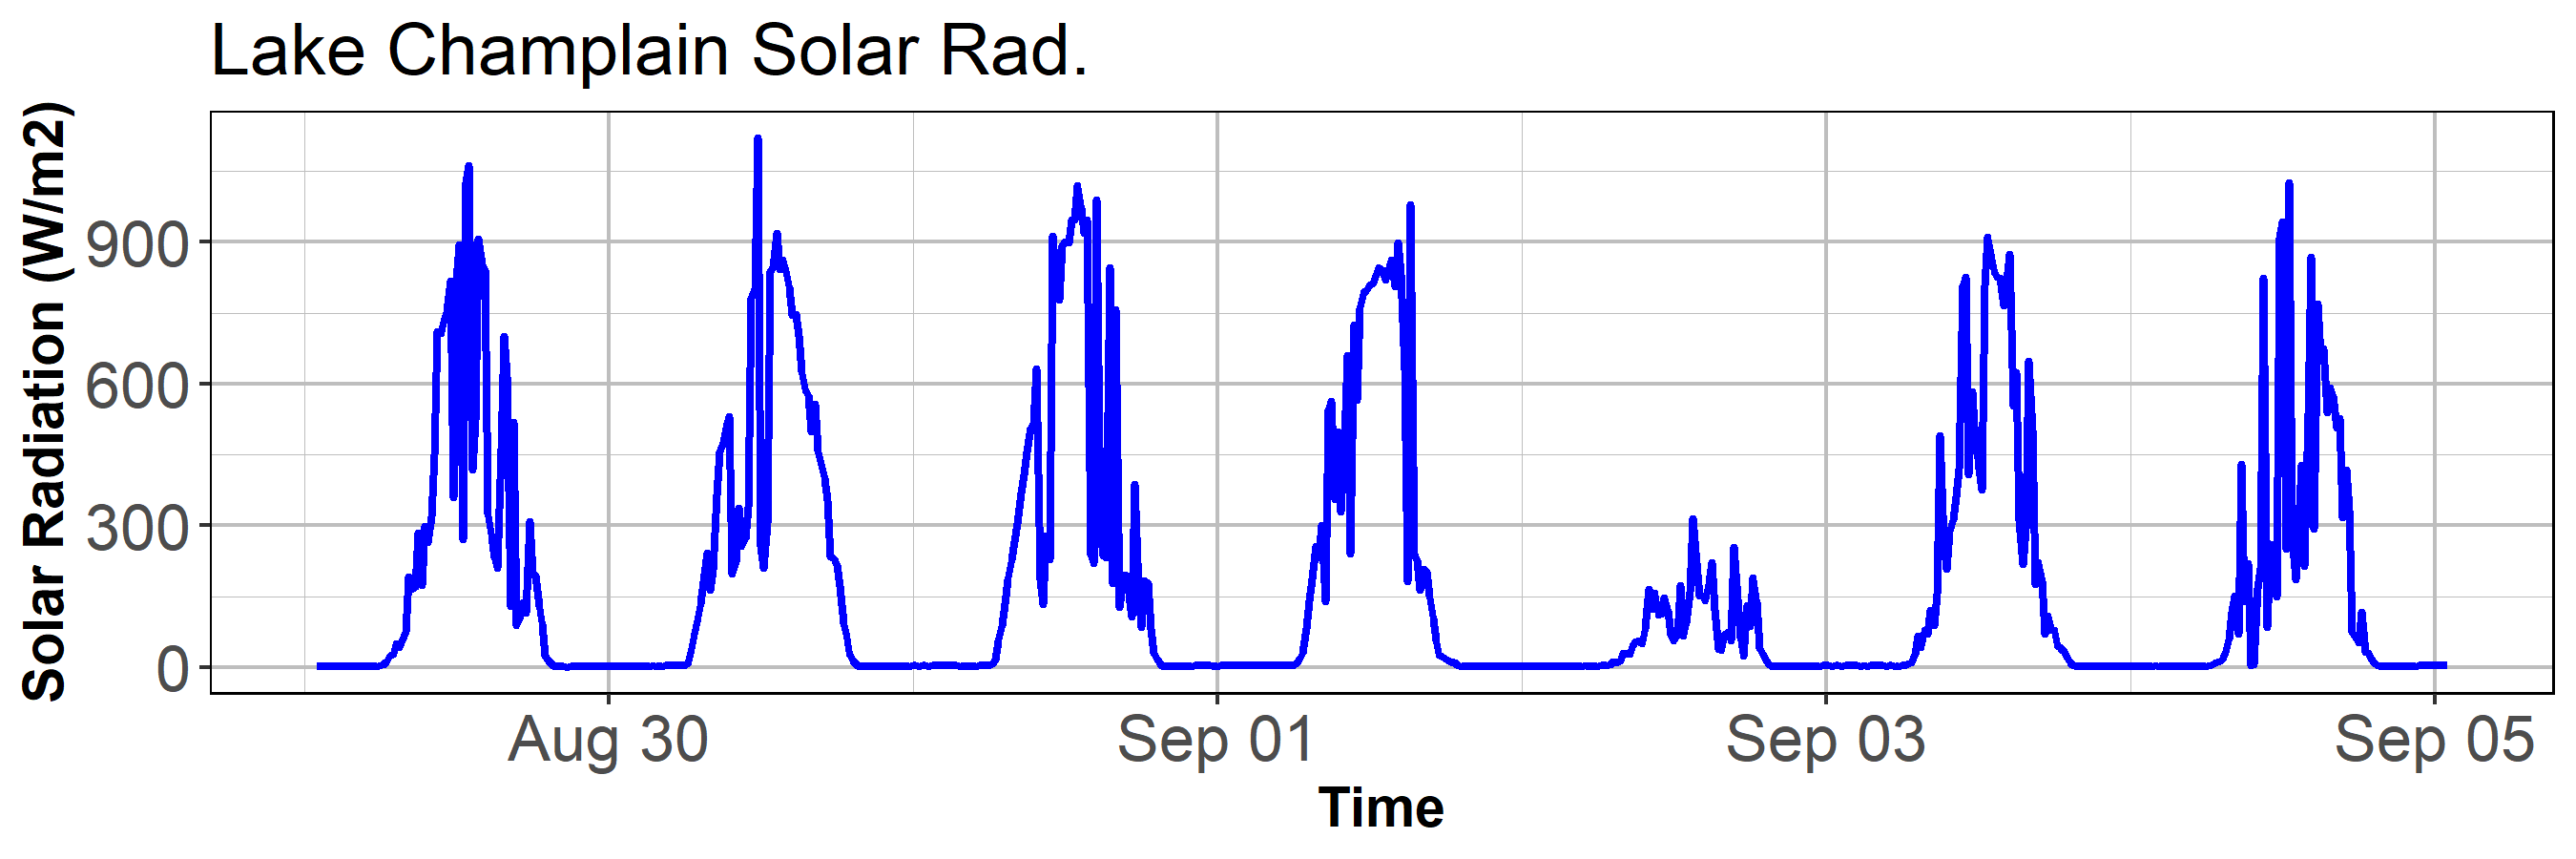 Lake Champlain Solar Rad.
Solar Radiation (W/m2)
900
600
300
0
Aug 30
Sep 01
Sep 03
Sep 05
Time